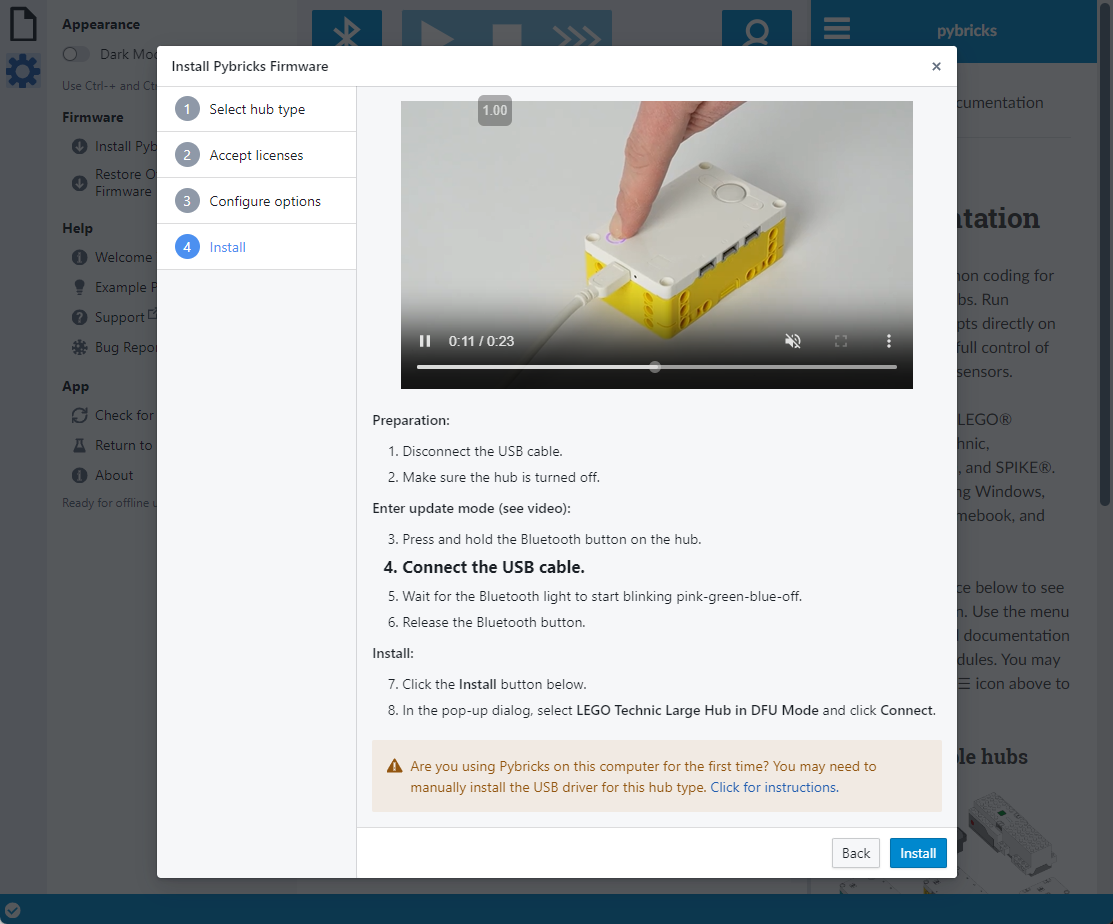 Appearance
Dark Mo
Use Ctrl-+ and Ct
Firmware
Install Pyb
Restore O
Firmware
Help
Welcome
Example P
Support
Bug Repor
App
Check for
Return to
About
Ready for offline u
Install Pybricks Firmware
1 Select hub type
2 Accept licenses
3 Configure options
4 Install
1.00
0:11 / 0:23
Preparation:
1. Disconnect the USB cable.
2. Make sure the hub is turned off.
Enter update mode (see video):
3. Press and hold the Bluetooth button on the hub.
4. Connect the USB cable.
5. Wait for the Bluetooth light to start blinking pink-green-blue-off.
6. Release the Bluetooth button.
Install:
7. Click the Install button below.
8. In the pop-up dialog, select LEGO Technic Large Hub in DFU Mode and click Connect.
Are you using Pybricks on this computer for the first time? You may need to
manually install the USB driver for this hub type. Click for instructions.
Back
Install
pybricks
cumentation
ntation
on coding for
bs. Run
pts directly on
full control of
sensors.
LEGO®
hnic,
, and SPIKE®.
ng Windows,
mebook, and
ce below to see
n. Use the menu
documentation
dules. You may
☰ icon above to
le hubs